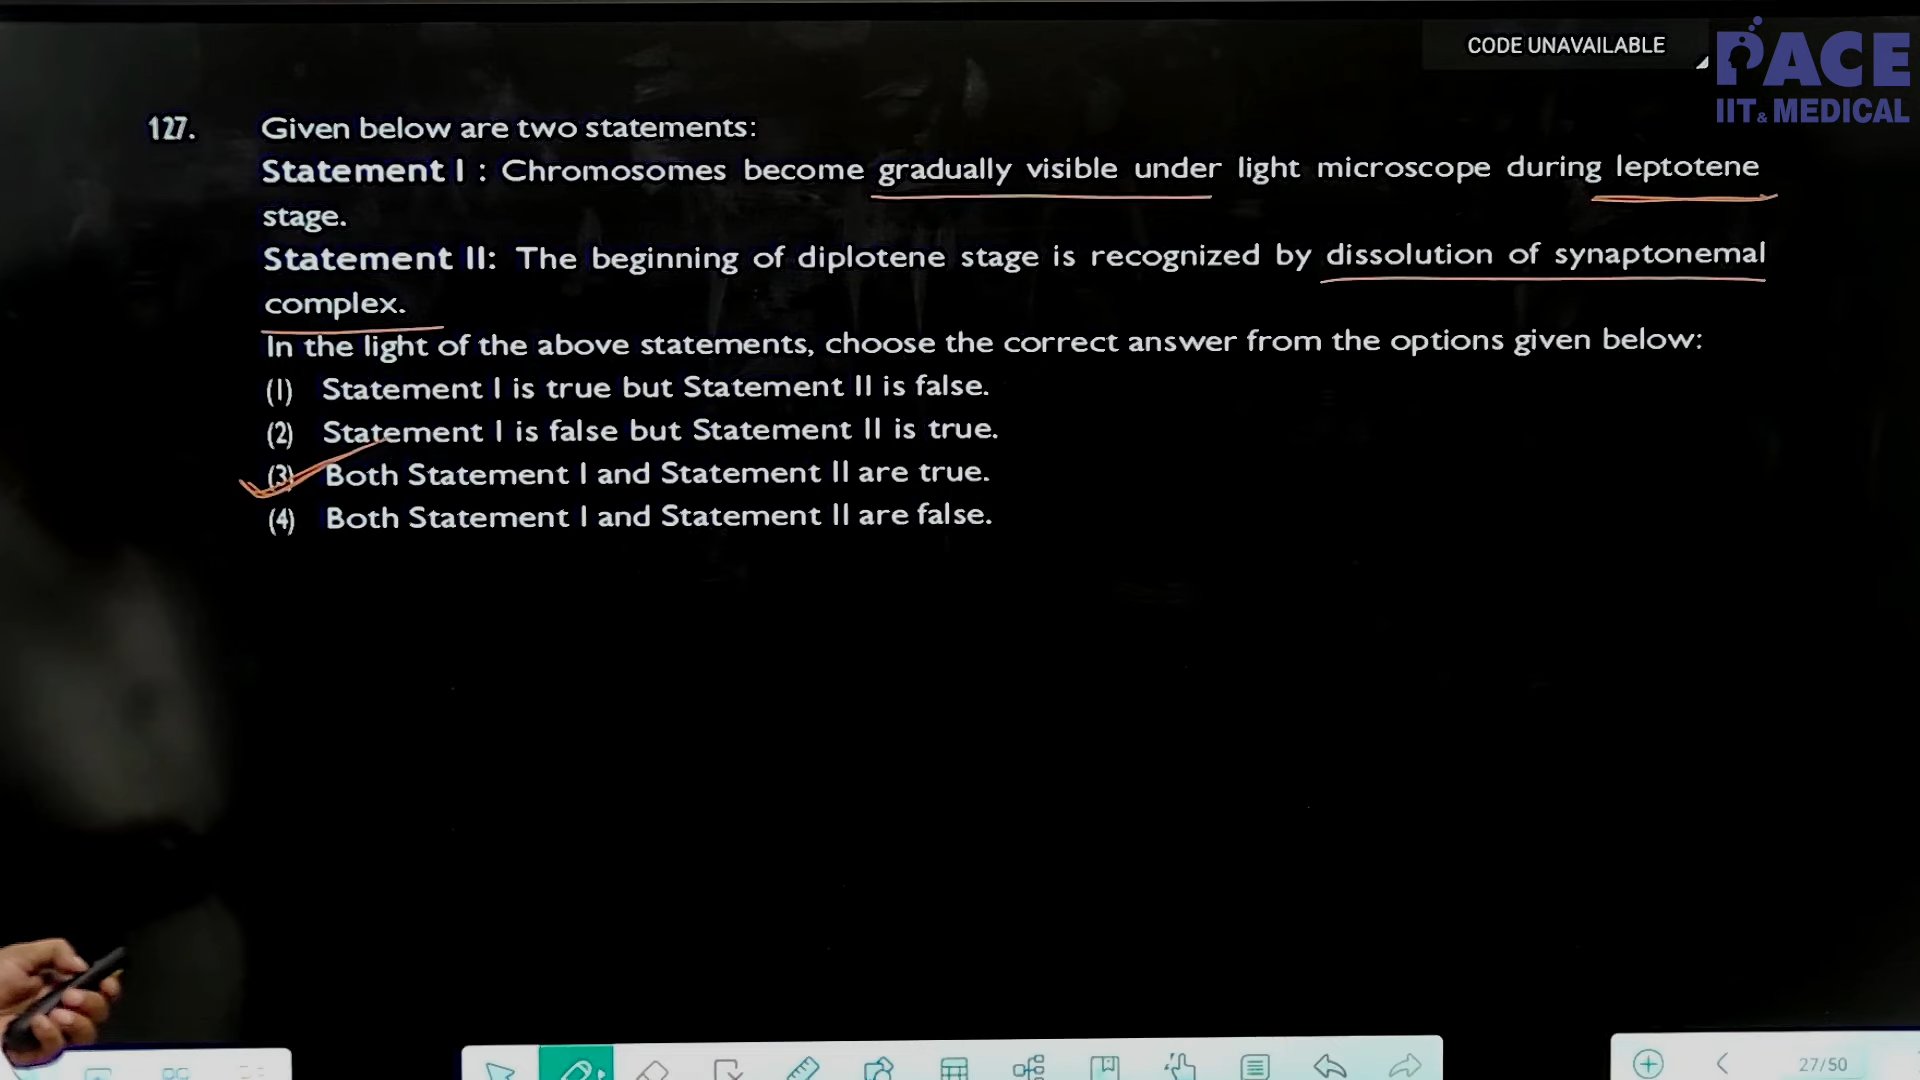 CODE UNAVAILABLE
PACE
IIT & MEDICAL
127. Given below are two statements:
Statement I : Chromosomes become gradually visible under light microscope during leptotene
stage.
Statement II: The beginning of diplotene stage is recognized by dissolution of synaptonemal
complex.
In the light of the above statements, choose the correct answer from the options given below:
(1) Statement I is true but Statement II is false.
(2) Statement I is false but Statement II is true.
(3) Both Statement I and Statement II are true.
(4) Both Statement I and Statement II are false.
27/50